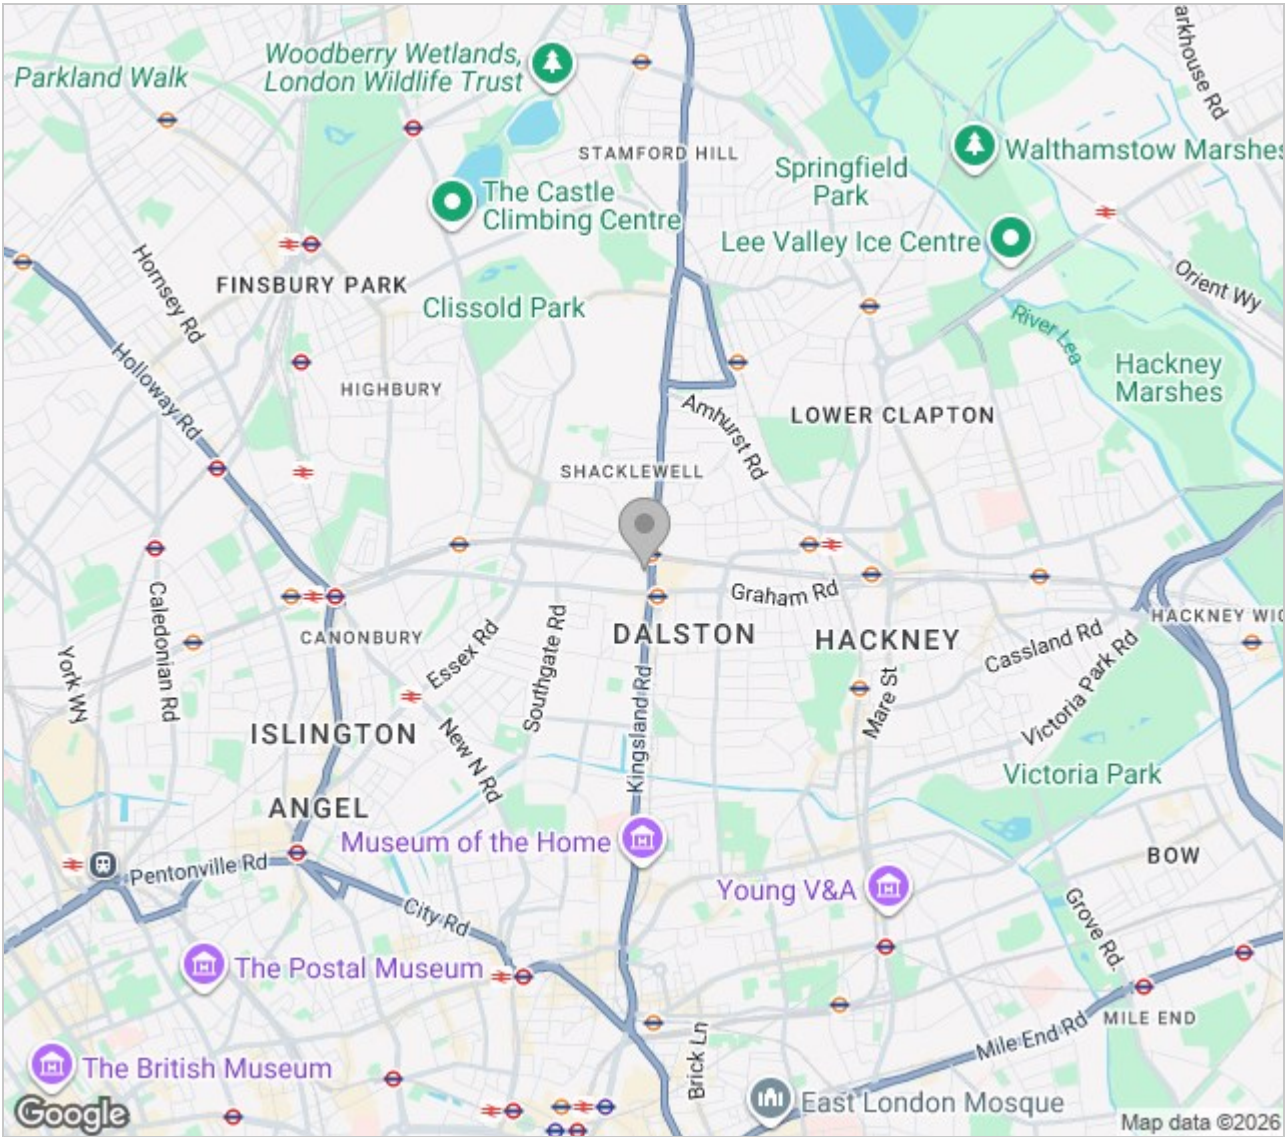 Woodberry Wetlands,
London Wildlife Trust
Parkland Walk
arkhouse Rd
STAMFORD HILL
Springfield
Park
Walthamstow Marshes
The Castle
Climbing Centre
Lee Valley Ice Centre
Hornsey Rd
FINSBURY PARK
Clissold Park
Orient Wy
River Lea
Holloway Rd
HIGHBURY
Hackney
Marshes
Amhurst Rd
LOWER CLAPTON
SHACKLEWELL
Caledonian Rd
Graham Rd
CANONBURY
Essex Rd
Southgate Rd
DALSTON
HACKNEY
HACKNEY WIC
Cassland Rd
York Wy
Victoria Park Rd
Mare St
ISLINGTON
New N Rd
Kingsland Rd
Victoria Park
ANGEL
Museum of the Home
BOW
Pentonville Rd
Young V&A
City Rd
Grove Rd.
The Postal Museum
MILE END
Mile End Rd
Brick Ln
The British Museum
East London Mosque
Google
Map data ©2026